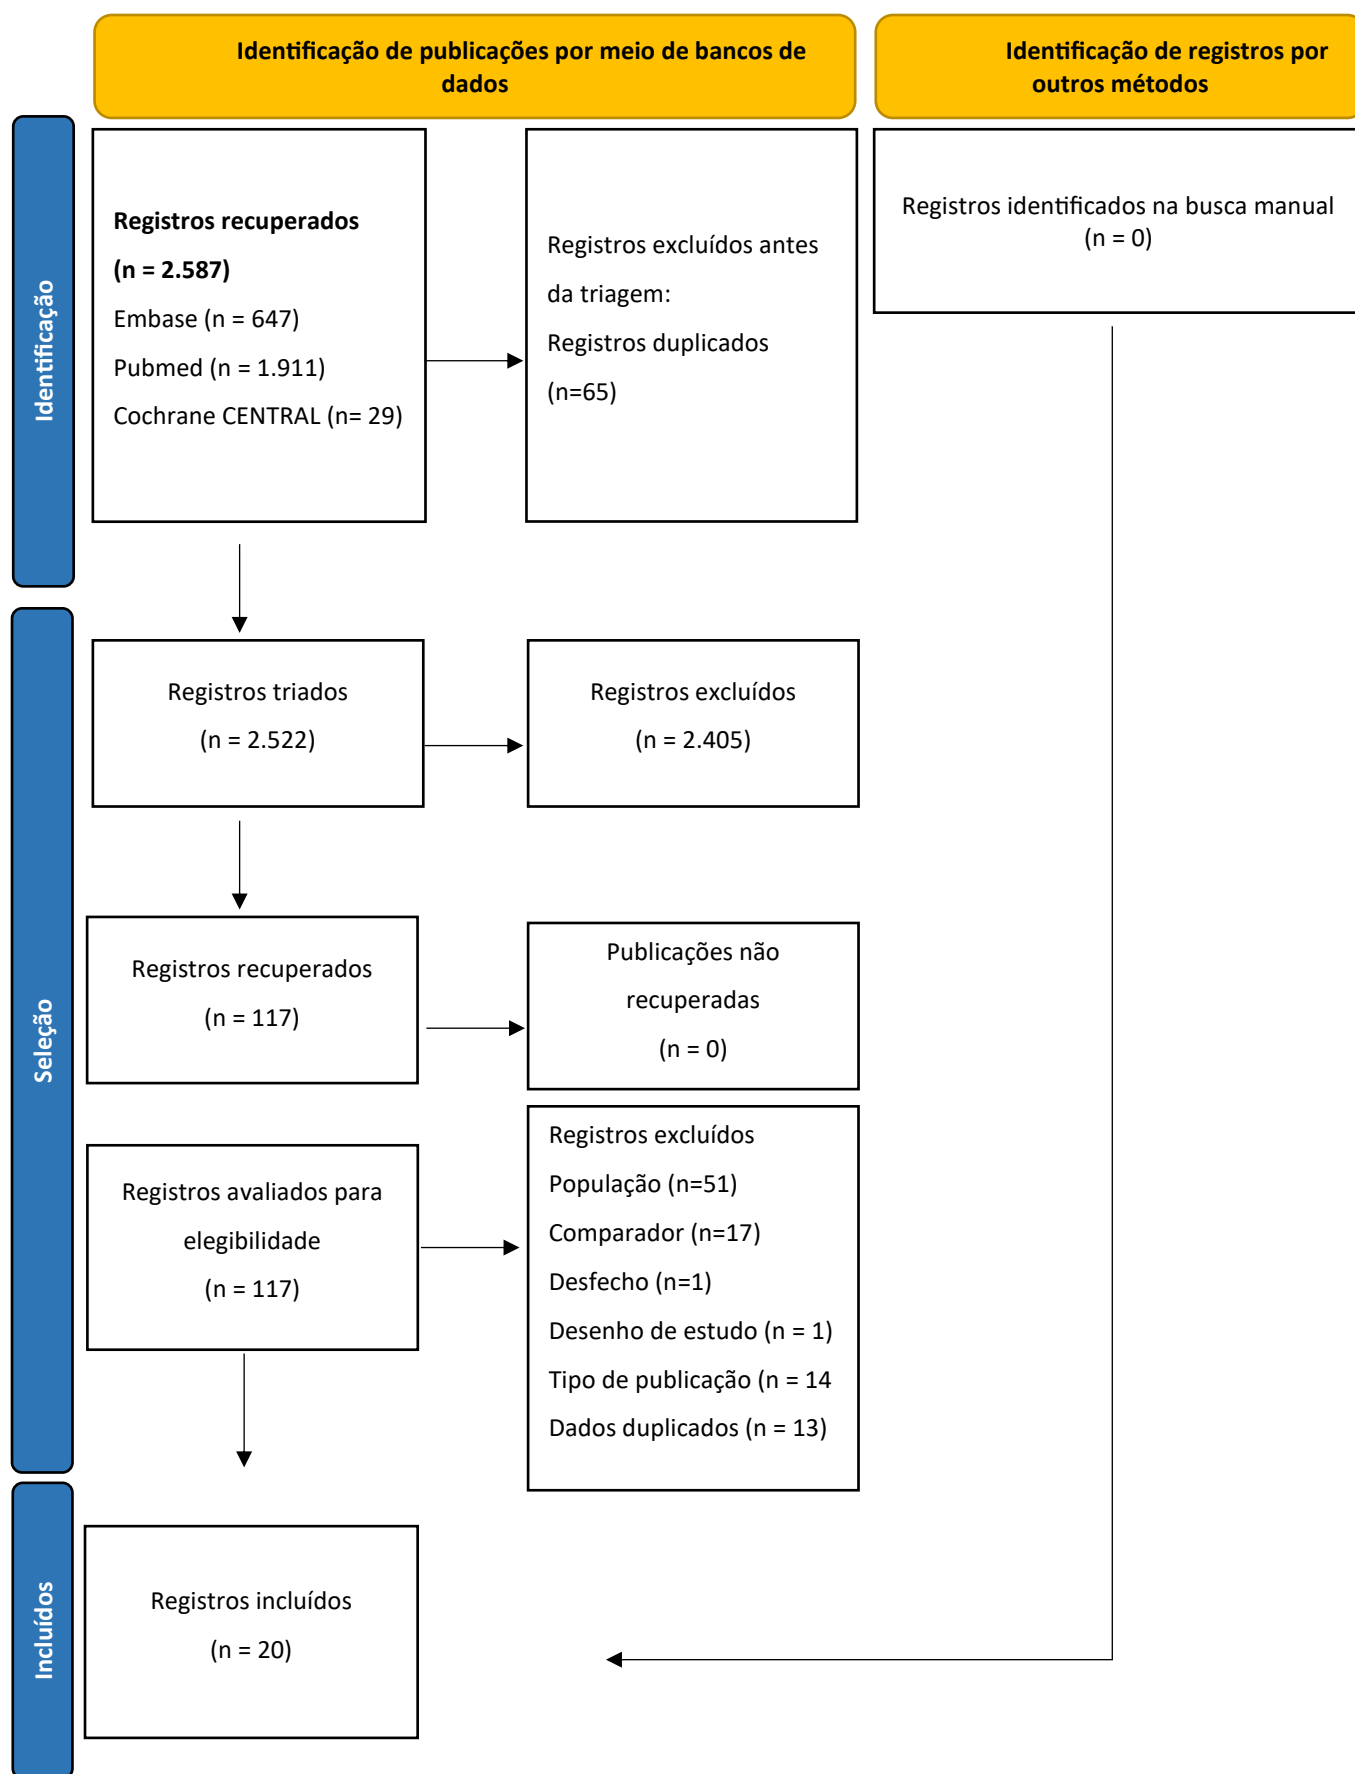 Identificação de publicações por meio de bancos de
dados
Identificação de registros por
outros métodos
Identificação
Registros recuperados
(n = 2.587)
Embase (n = 647)
Pubmed (n = 1.911)
Cochrane CENTRAL (n= 29)
Registros excluídos antes
da triagem:
Registros duplicados
(n=65)
Registros identificados na busca manual
(n = 0)
Seleção
Registros triados
(n = 2.522)
Registros excluídos
(n = 2.405)
Registros recuperados
(n = 117)
Publicações não
recuperadas
(n = 0)
Registros avaliados para
elegibilidade
(n = 117)
Registros excluídos
População (n=51)
Comparador (n=17)
Desfecho (n=1)
Desenho de estudo (n = 1)
Tipo de publicação (n = 14
Dados duplicados (n = 13)
Incluídos
Registros incluídos
(n = 20)